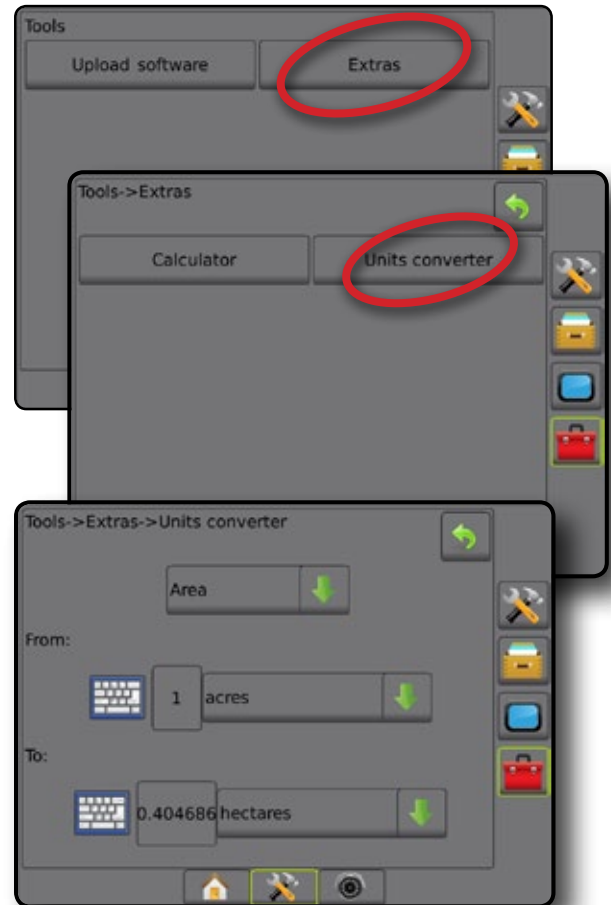 Tools
Upload software Extras
Tools->Extras
Calculator Units converter
Tools->Extras->Units converter
Area
From:
1 acres
To:
0.404686 hectares